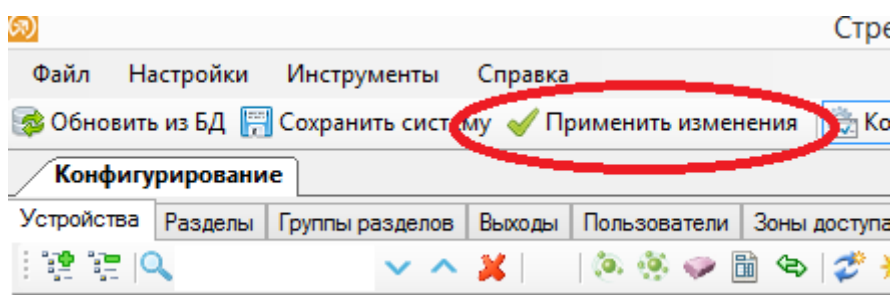 Стре
Файл Настройки Инструменты Справка
Обновить из БД Сохранить систему Применить изменения Ко
Конфигурирование
Устройства Разделы Группы разделов Выходы Пользователи Зоны доступа